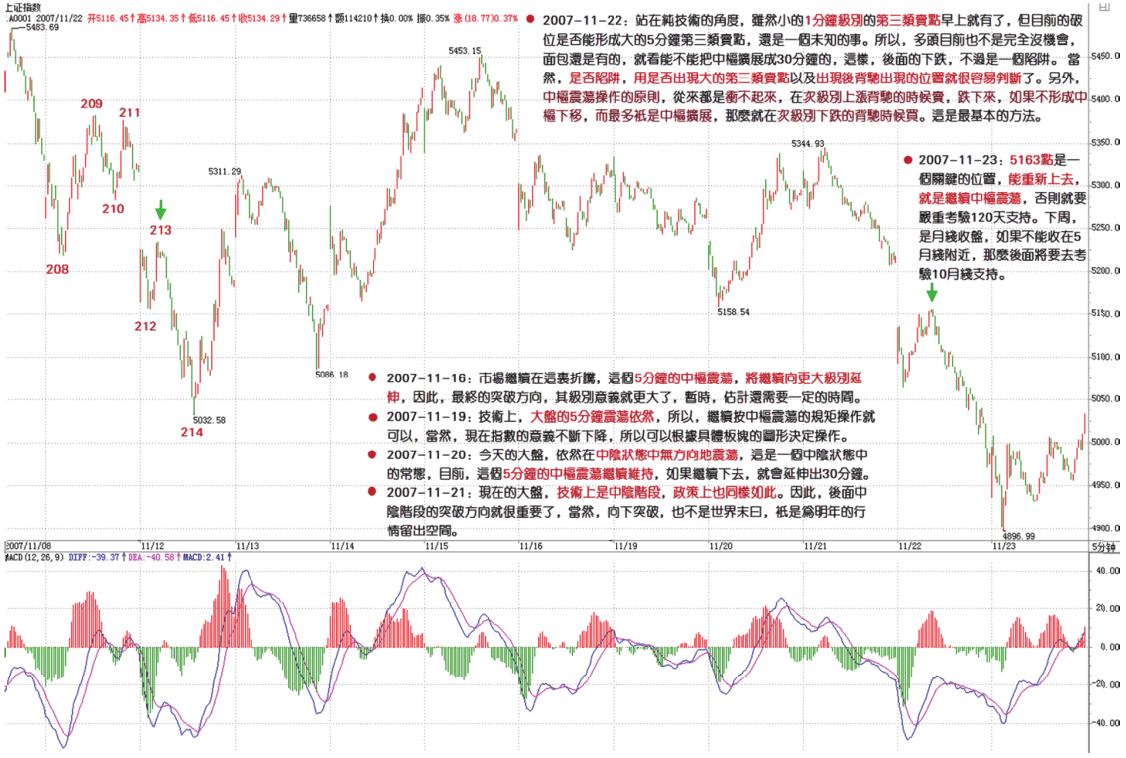 上证指数
1A0001 2007/11/22 开5116.45↑高5134.35↑低5116.45↑收5134.29↑量736658↑额114210↑换0.00% 振0.35% 涨(18.77)0.37%
5483.69
● 2007-11-22：站在純技術的角度，雖然小的1分鐘級別的第三類賣點早上就有了，但目前的破
位是否能形成大的5分鐘第三類賣點，還是一個未知的事。所以，多頭目前也不是完全沒機會，
面包還是有的，就看能不能把中樞擴展成30分鐘的，這樣，後面的下跌，不過是一個陷阱。 當
然，是否陷阱，用是否出現大的第三類賣點以及出現後背馳出現的位置就很容易判斷了。另外，
中樞震蕩操作的原則，從來都是衝不起來，在次級別上漲背馳的時候賣，跌下來，如果不形成中
樞下移，而最多衹是中樞擴展，那麽就在次級別下跌的背馳時候買。這是最基本的方法。
5453.15
5344.93
● 2007-11-23：5163點是一
個關鍵的位置，能重新上去，
就是繼續中樞震蕩，否則就要
嚴重考驗120天支持。下周，
是月綫收盤，如果不能收在5
月綫附近，那麽後面將要去考
驗10月綫支持。
209
211
210
213
208
212
214
5311.29
5032.58
5086.18
5158.54
4896.99
● 2007-11-16：市場繼續在這裏折騰，這個5分鐘的中樞震蕩，將繼續向更大級別延
伸，因此，最終的突破方向，其級別意義就更大了，暫時，估計還需要一定的時間。
● 2007-11-19：技術上，大盤的5分鐘震蕩依然，所以，繼續按中樞震蕩的規矩操作就
可以，當然，現在指數的意義不斷下降，所以可以根據具體板塊的圖形決定操作。
● 2007-11-20：今天的大盤，依然在中陰狀態中無方向地震蕩，這是一個中陰狀態中
的常態，目前，這個5分鐘的中樞震蕩繼續維持，如果繼續下去，就會延伸出30分鐘。
● 2007-11-21：現在的大盤，技術上是中陰階段，政策上也同樣如此。因此，後面中
陰階段的突破方向就很重要了，當然，向下突破，也不是世界末日，衹是爲明年的行
情留出空間。
5450.00
5400.00
5350.00
5300.00
5250.00
5200.00
5150.00
5100.00
5050.00
5000.00
4950.00
4900.00
2007/11/08 11/12 11/13 11/14 11/15 11/16 11/19 11/20 11/21 11/22 11/23 5分钟
MACD(12,26,9) DIFF:-39.37↑ DEA:-40.58↑ MACD:2.41↑
40.00
20.00
0.00
-20.00
-40.00